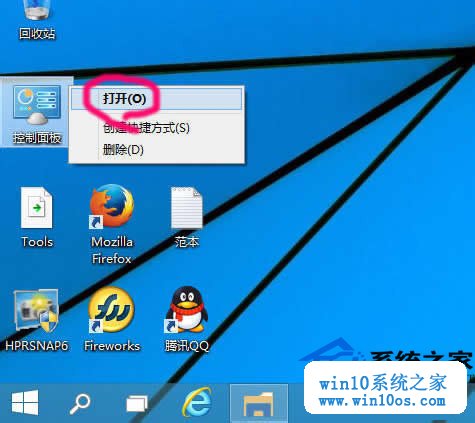 回收站
控制面板
打开(O)
创建快捷方式(S)
删除(D)
Tools
Mozilla
Firefox
范本
HPRSNAP6
Fireworks
腾讯QQ
系统之家
win10系统之家
www.win10os.com